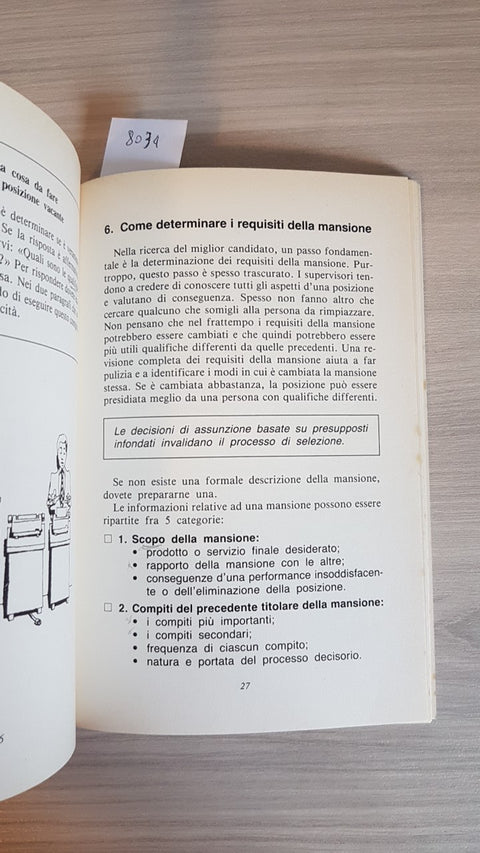 8034
a cosa da fare
posizione vacante
è determinare se è
Se la risposta è
vi: «Quali sono le
?» Per rispondere
sa. Nei due paragrafi
do di eseguire questo
cità.
6. Come determinare i requisiti della mansione
Nella ricerca del miglior candidato, un passo fondamen-
tale è la determinazione dei requisiti della mansione. Pur-
troppo, questo passo è spesso trascurato. I supervisori ten-
dono a credere di conoscere tutti gli aspetti d'una posizione
e valutano di conseguenza. Spesso non fanno altro che
cercare qualcuno che somigli alla persona da rimpiazzare.
Non pensano che nel frattempo i requisiti della mansione
potrebbero essere cambiati e che quindi potrebbero essere
più utili qualifiche differenti da quelle precedenti. Una re-
visione completa dei requisiti della mansione aiuta a far
pulizia e a identificare i modi in cui è cambiata la mansione
stessa. Se è cambiata abbastanza, la posizione può essere
presidiata meglio da una persona con qualifiche differenti.
Le decisioni di assunzione basate su presupposti
infondati invalidano il processo di selezione.
Se non esiste una formale descrizione della mansione,
dovete prepararne una.
Le informazioni relative ad una mansione possono essere
ripartite fra 5 categorie:
□ 1. Scopo della mansione:
• prodotto o servizio finale desiderato;
• rapporto della mansione con le altre;
• conseguenze d'una performance insoddisfacen-
te o dell'eliminazione della posizione.
□ 2. Compiti del precedente titolare della mansione:
• i compiti più importanti;
• i compiti secondari;
• frequenza di ciascun compito;
• natura e portata del processo decisorio.
27